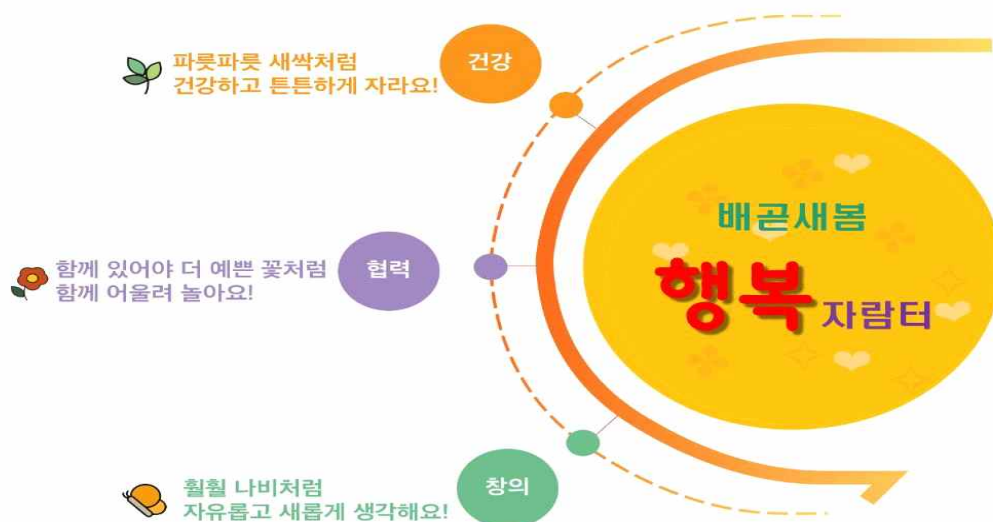 파릇파릇 새싹처럼
건강하고 튼튼하게 자라요!
건강
함께 있어야 더 예쁜 꽃처럼
함께 어울려 놀아요!
협력
훨훨 나비처럼
자유롭고 새롭게 생각해요!
창의
배곧새봄
행복 자람터